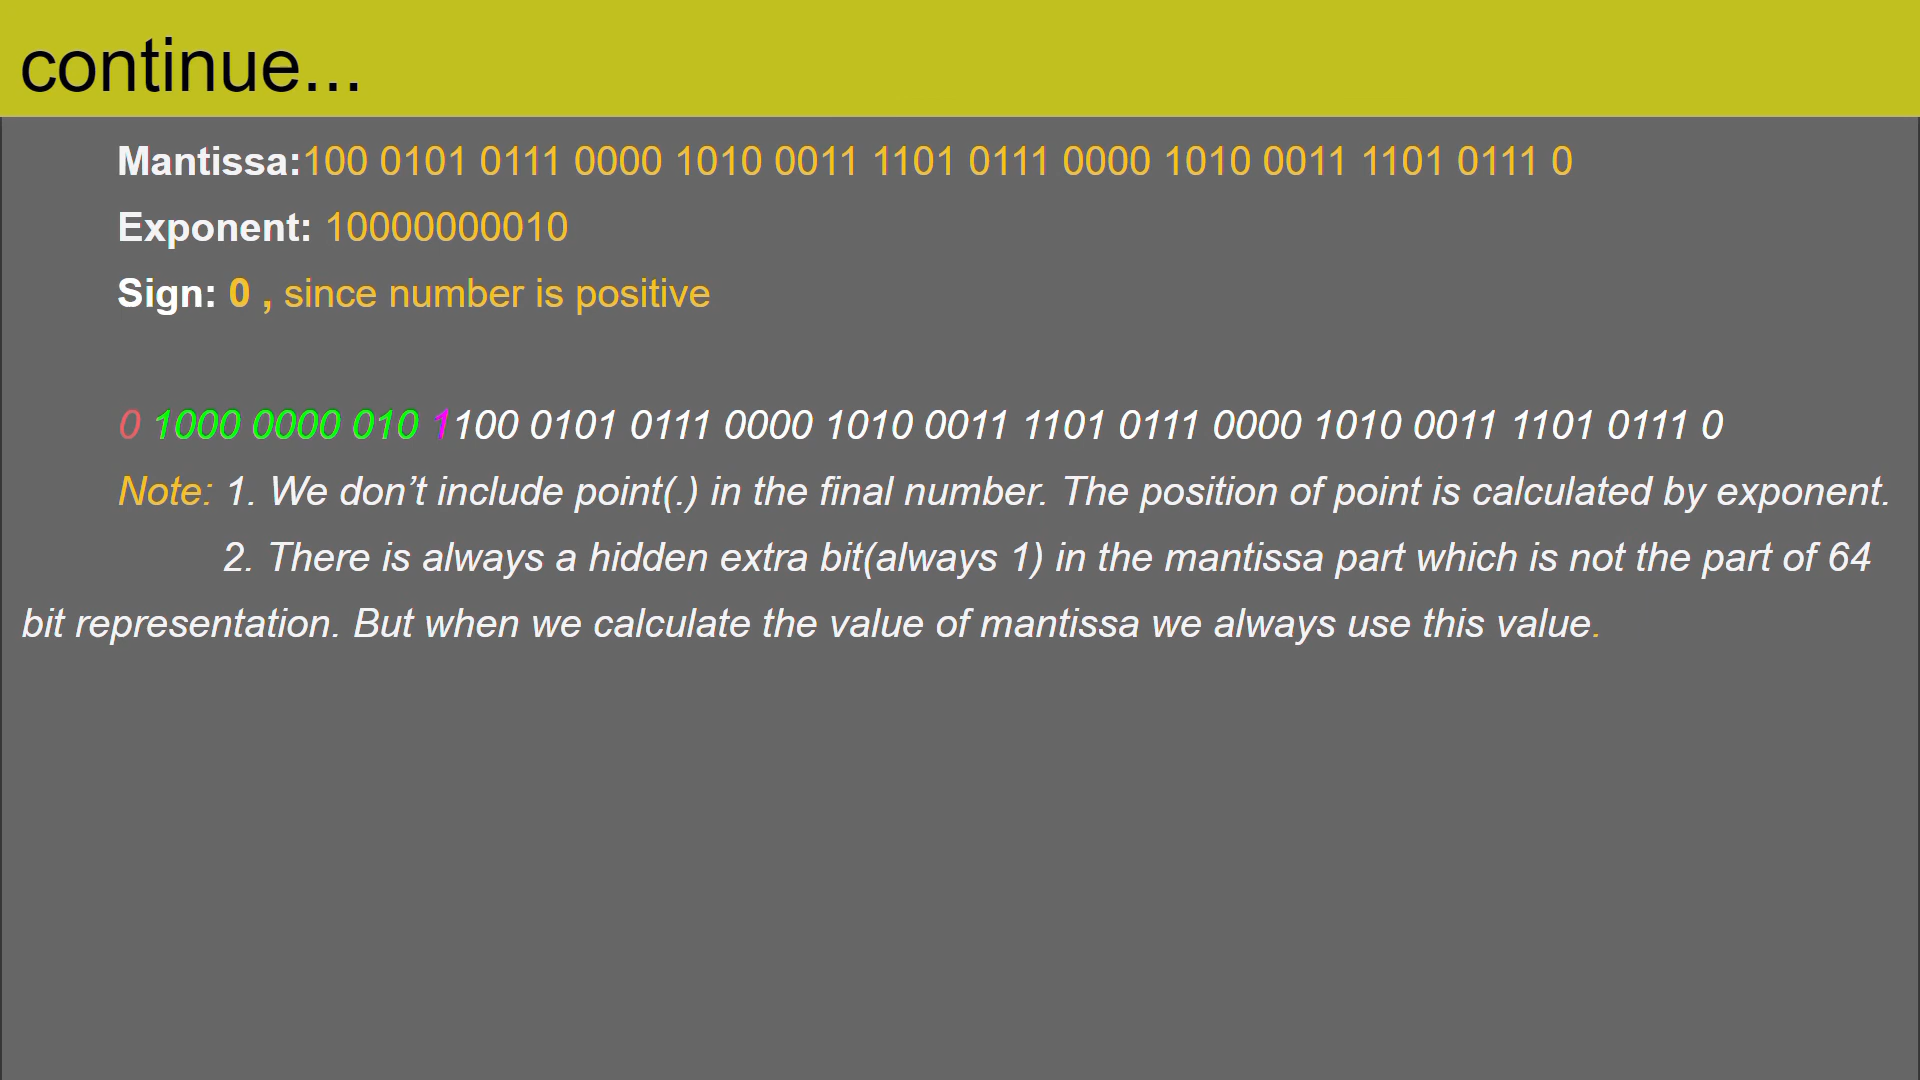 continue...
Mantissa:100 0101 0111 0000 1010 0011 1101 0111 0000 1010 0011 1101 0111 0
Exponent: 10000000010
Sign: 0 , since number is positive
0 1000 0000 010 1100 0101 0111 0000 1010 0011 1101 0111 0000 1010 0011 1101 0111 0
Note: 1. We don’t include point(.) in the final number. The position of point is calculated by exponent.
2. There is always a hidden extra bit(always 1) in the mantissa part which is not the part of 64
bit representation. But when we calculate the value of mantissa we always use this value.